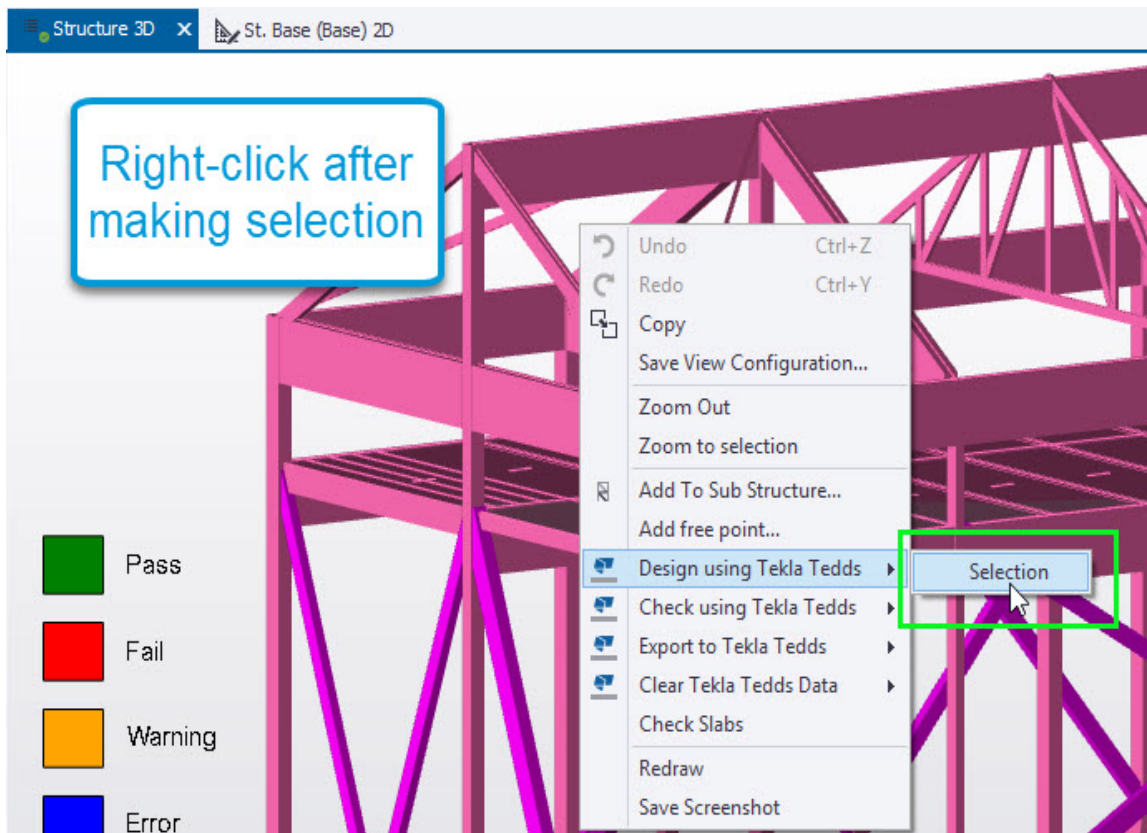 Structure 3D
St. Base (Base) 2D
Right-click after
making selection
Undo Ctrl+Z
Redo Ctrl+Y
Copy
Save View Configuration...
Zoom Out
Zoom to selection
Add To Sub Structure...
Add free point...
Design using Tekla Tedds
Selection
Check using Tekla Tedds
Export to Tekla Tedds
Clear Tekla Tedds Data
Check Slabs
Redraw
Save Screenshot
Pass
Fail
Warning
Error